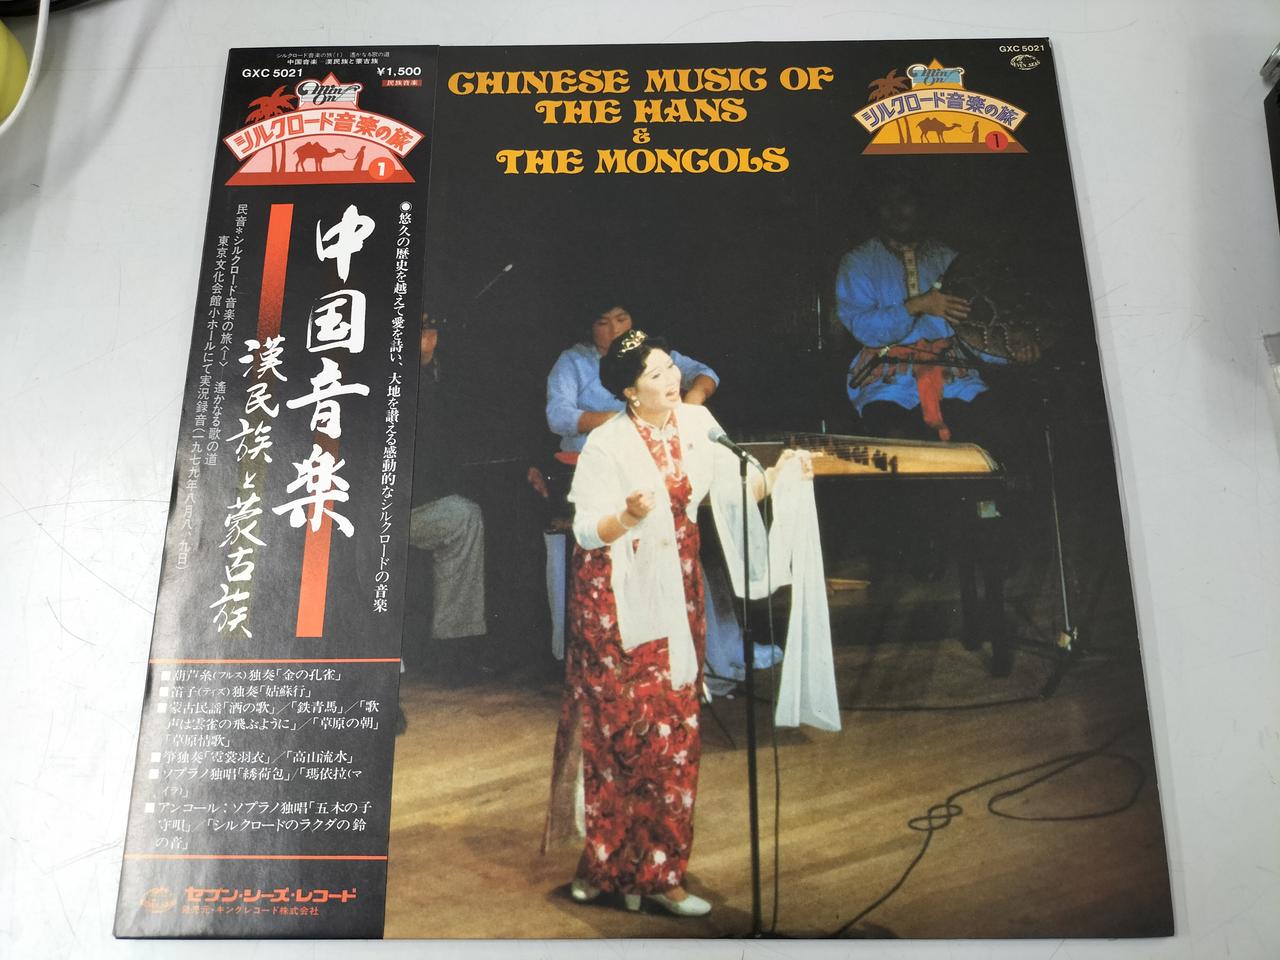 シルクロード音楽の旅(1) 遙かなる歌の道
中国音楽―漢民族と蒙古族
GXC 5021 ¥1,500
民族音楽
Min On
シルクロード音楽の旅
1
●悠久の歴史を越えて愛を詩い、大地を讃える感動的なシルクロードの音楽
中国音楽
漢民族と蒙古族
民音*シルクロード音楽の旅〈1〉 遙かなる歌の道
東京文化会館小ホールにて実況録音(一九七九年八月八、九日)
■葫芦糸(フルス)独奏「金の孔雀」
■笛子(ディズ)独奏「姑蘇行」
■蒙古民謡「酒の歌」/「鉄青馬」/「歌
声は雲雀の飛ぶように」/「草原の朝」
「草原情歌」
■箏独奏「霓裳羽衣」/「高山流水」
■ソプラノ独唱「綉荷包」/「瑪依拉(マ
イラ)」
■アンコール:ソプラノ独唱「五木の子
守唄」/「シルクロードのラクダの鈴
の音」
セブン・シーズ・レコード
発売元・キングレコード株式会社
CHINESE MUSIC OF
THE HANS
&
THE MONGOLS
GXC 5021
SEVEN SEAS
Min On
シルクロード音楽の旅
1